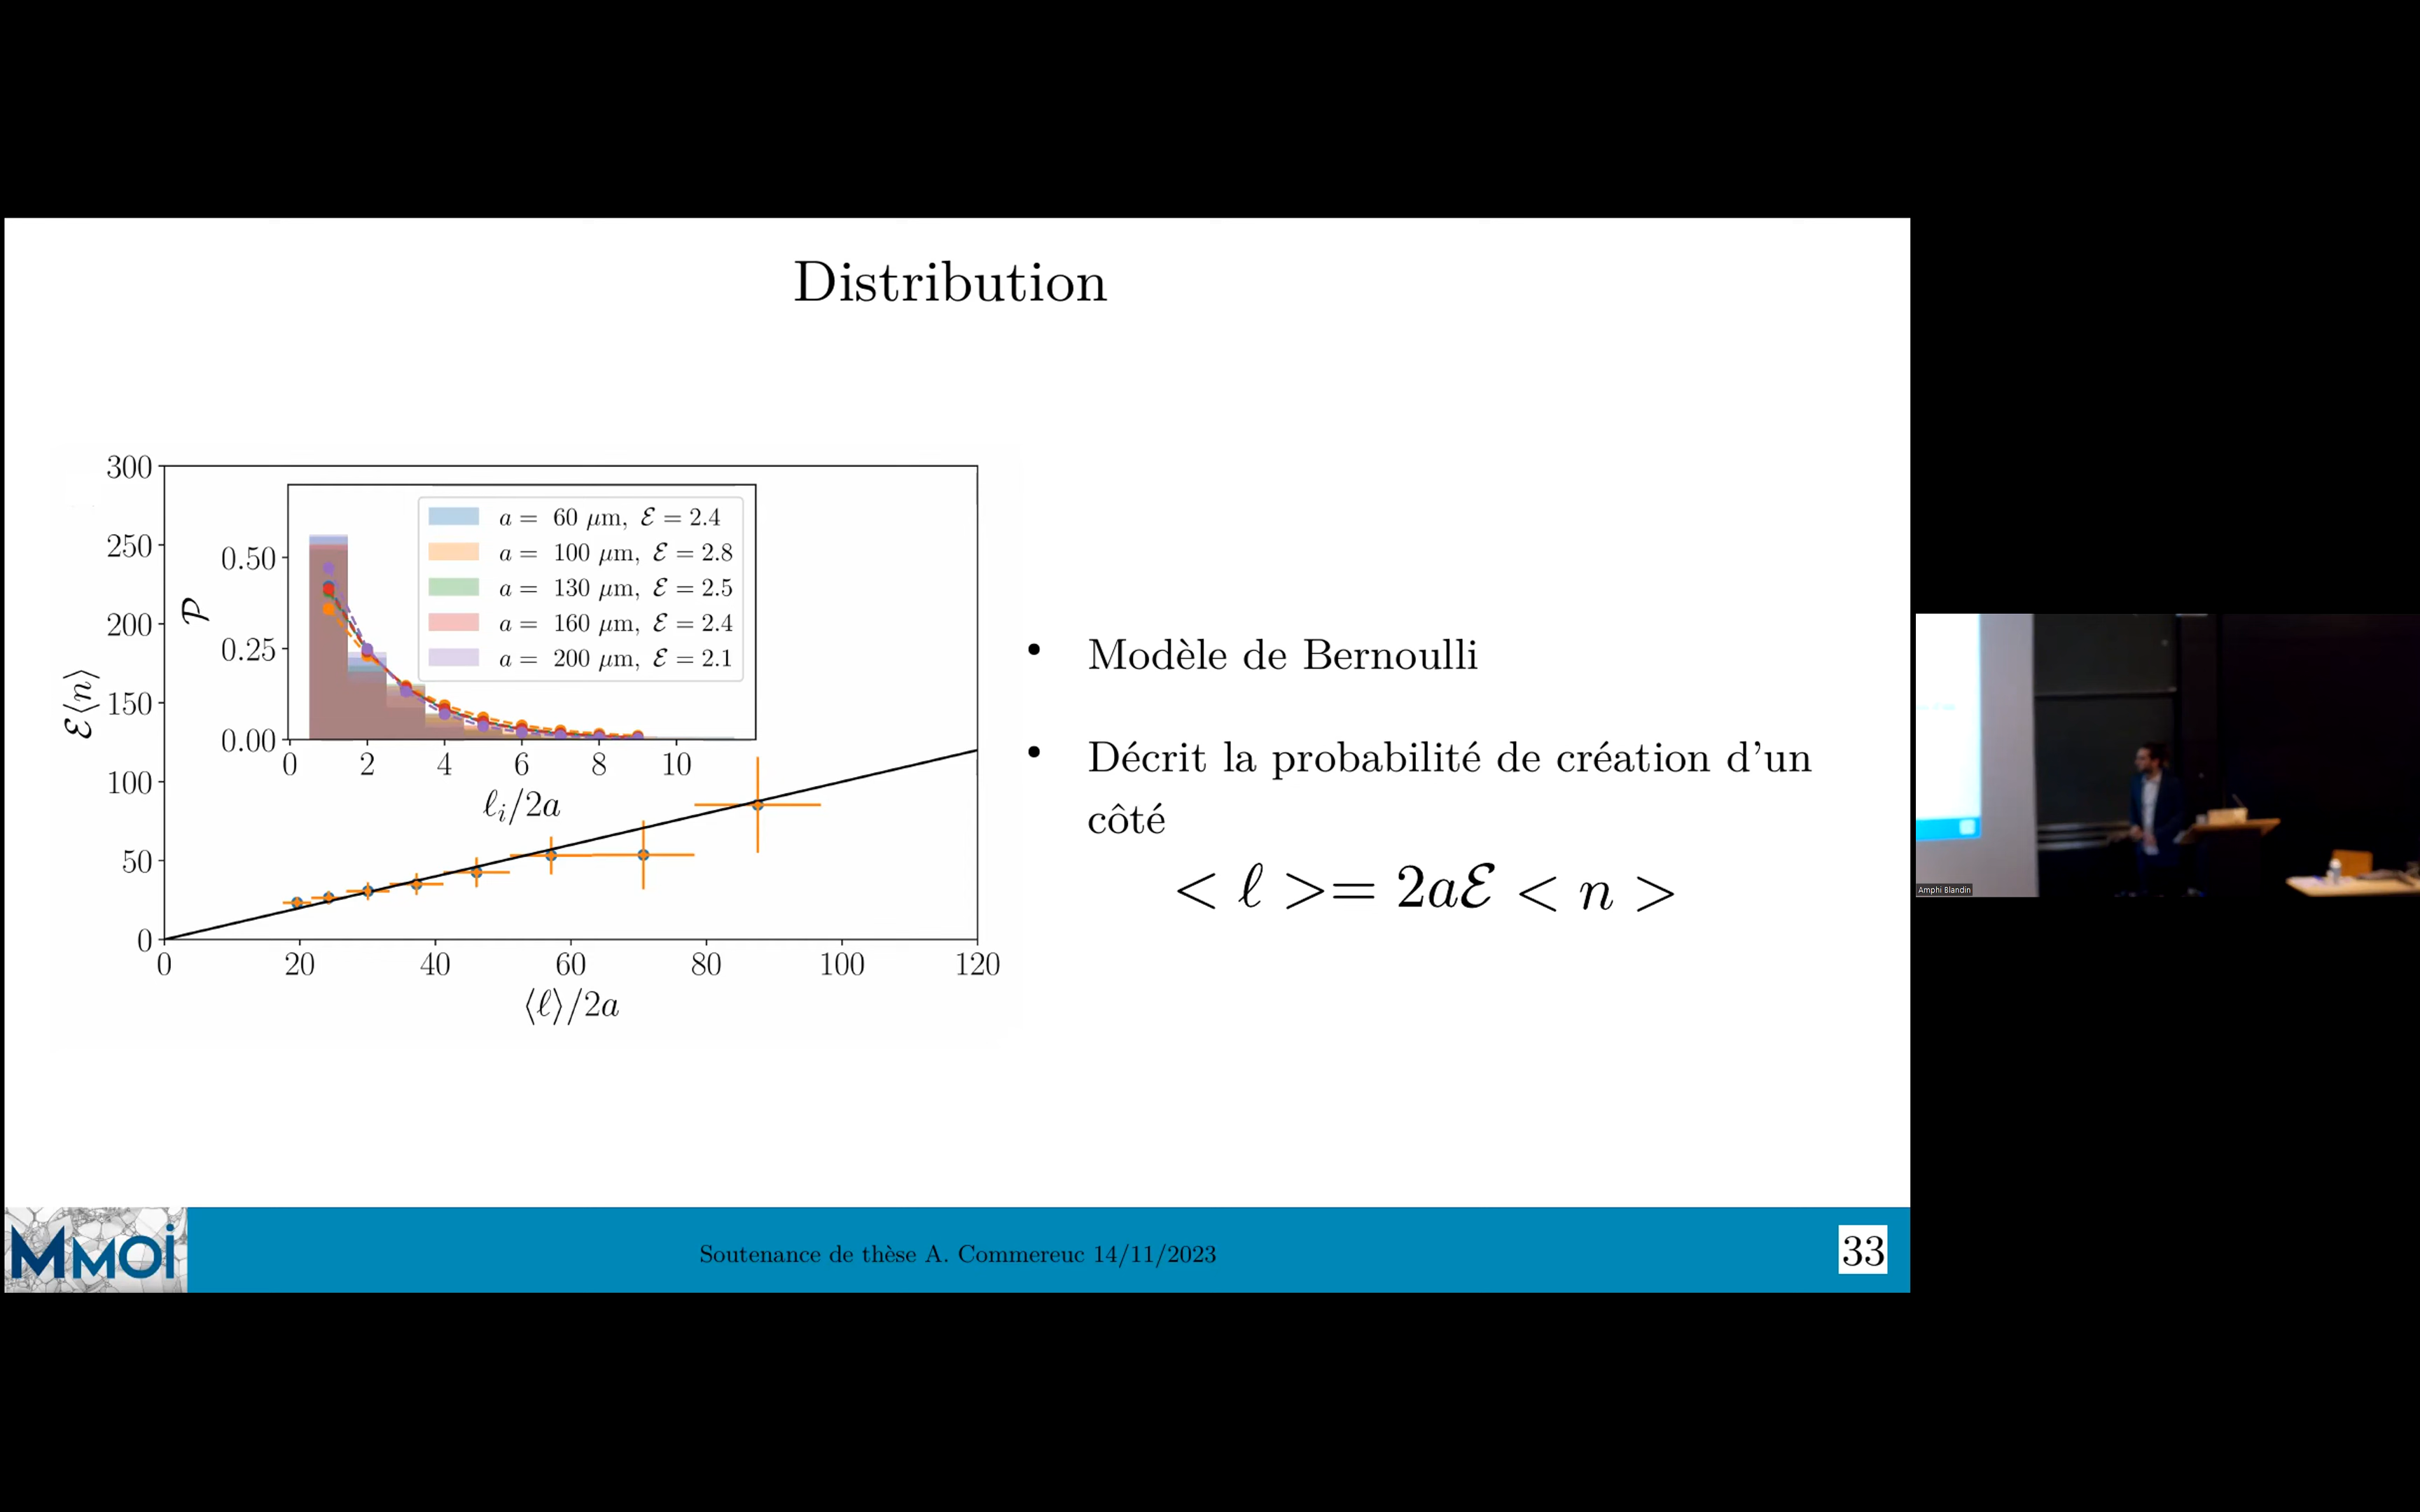 Distribution
300
250
200
150
100
50
0
ℰ⟨n⟩
0 20 40 60 80 100 120
⟨ℓ⟩/2a
0.50
0.25
0.00
𝒫
0 2 4 6 8 10
ℓᵢ/2a
a = 60 μm, ℰ = 2.4
a = 100 μm, ℰ = 2.8
a = 130 μm, ℰ = 2.5
a = 160 μm, ℰ = 2.4
a = 200 μm, ℰ = 2.1
• Modèle de Bernoulli
• Décrit la probabilité de création d'un
côté
< ℓ >= 2aℰ < n >
Amphi Blandin
MMOi
Soutenance de thèse A. Commereuc 14/11/2023
33